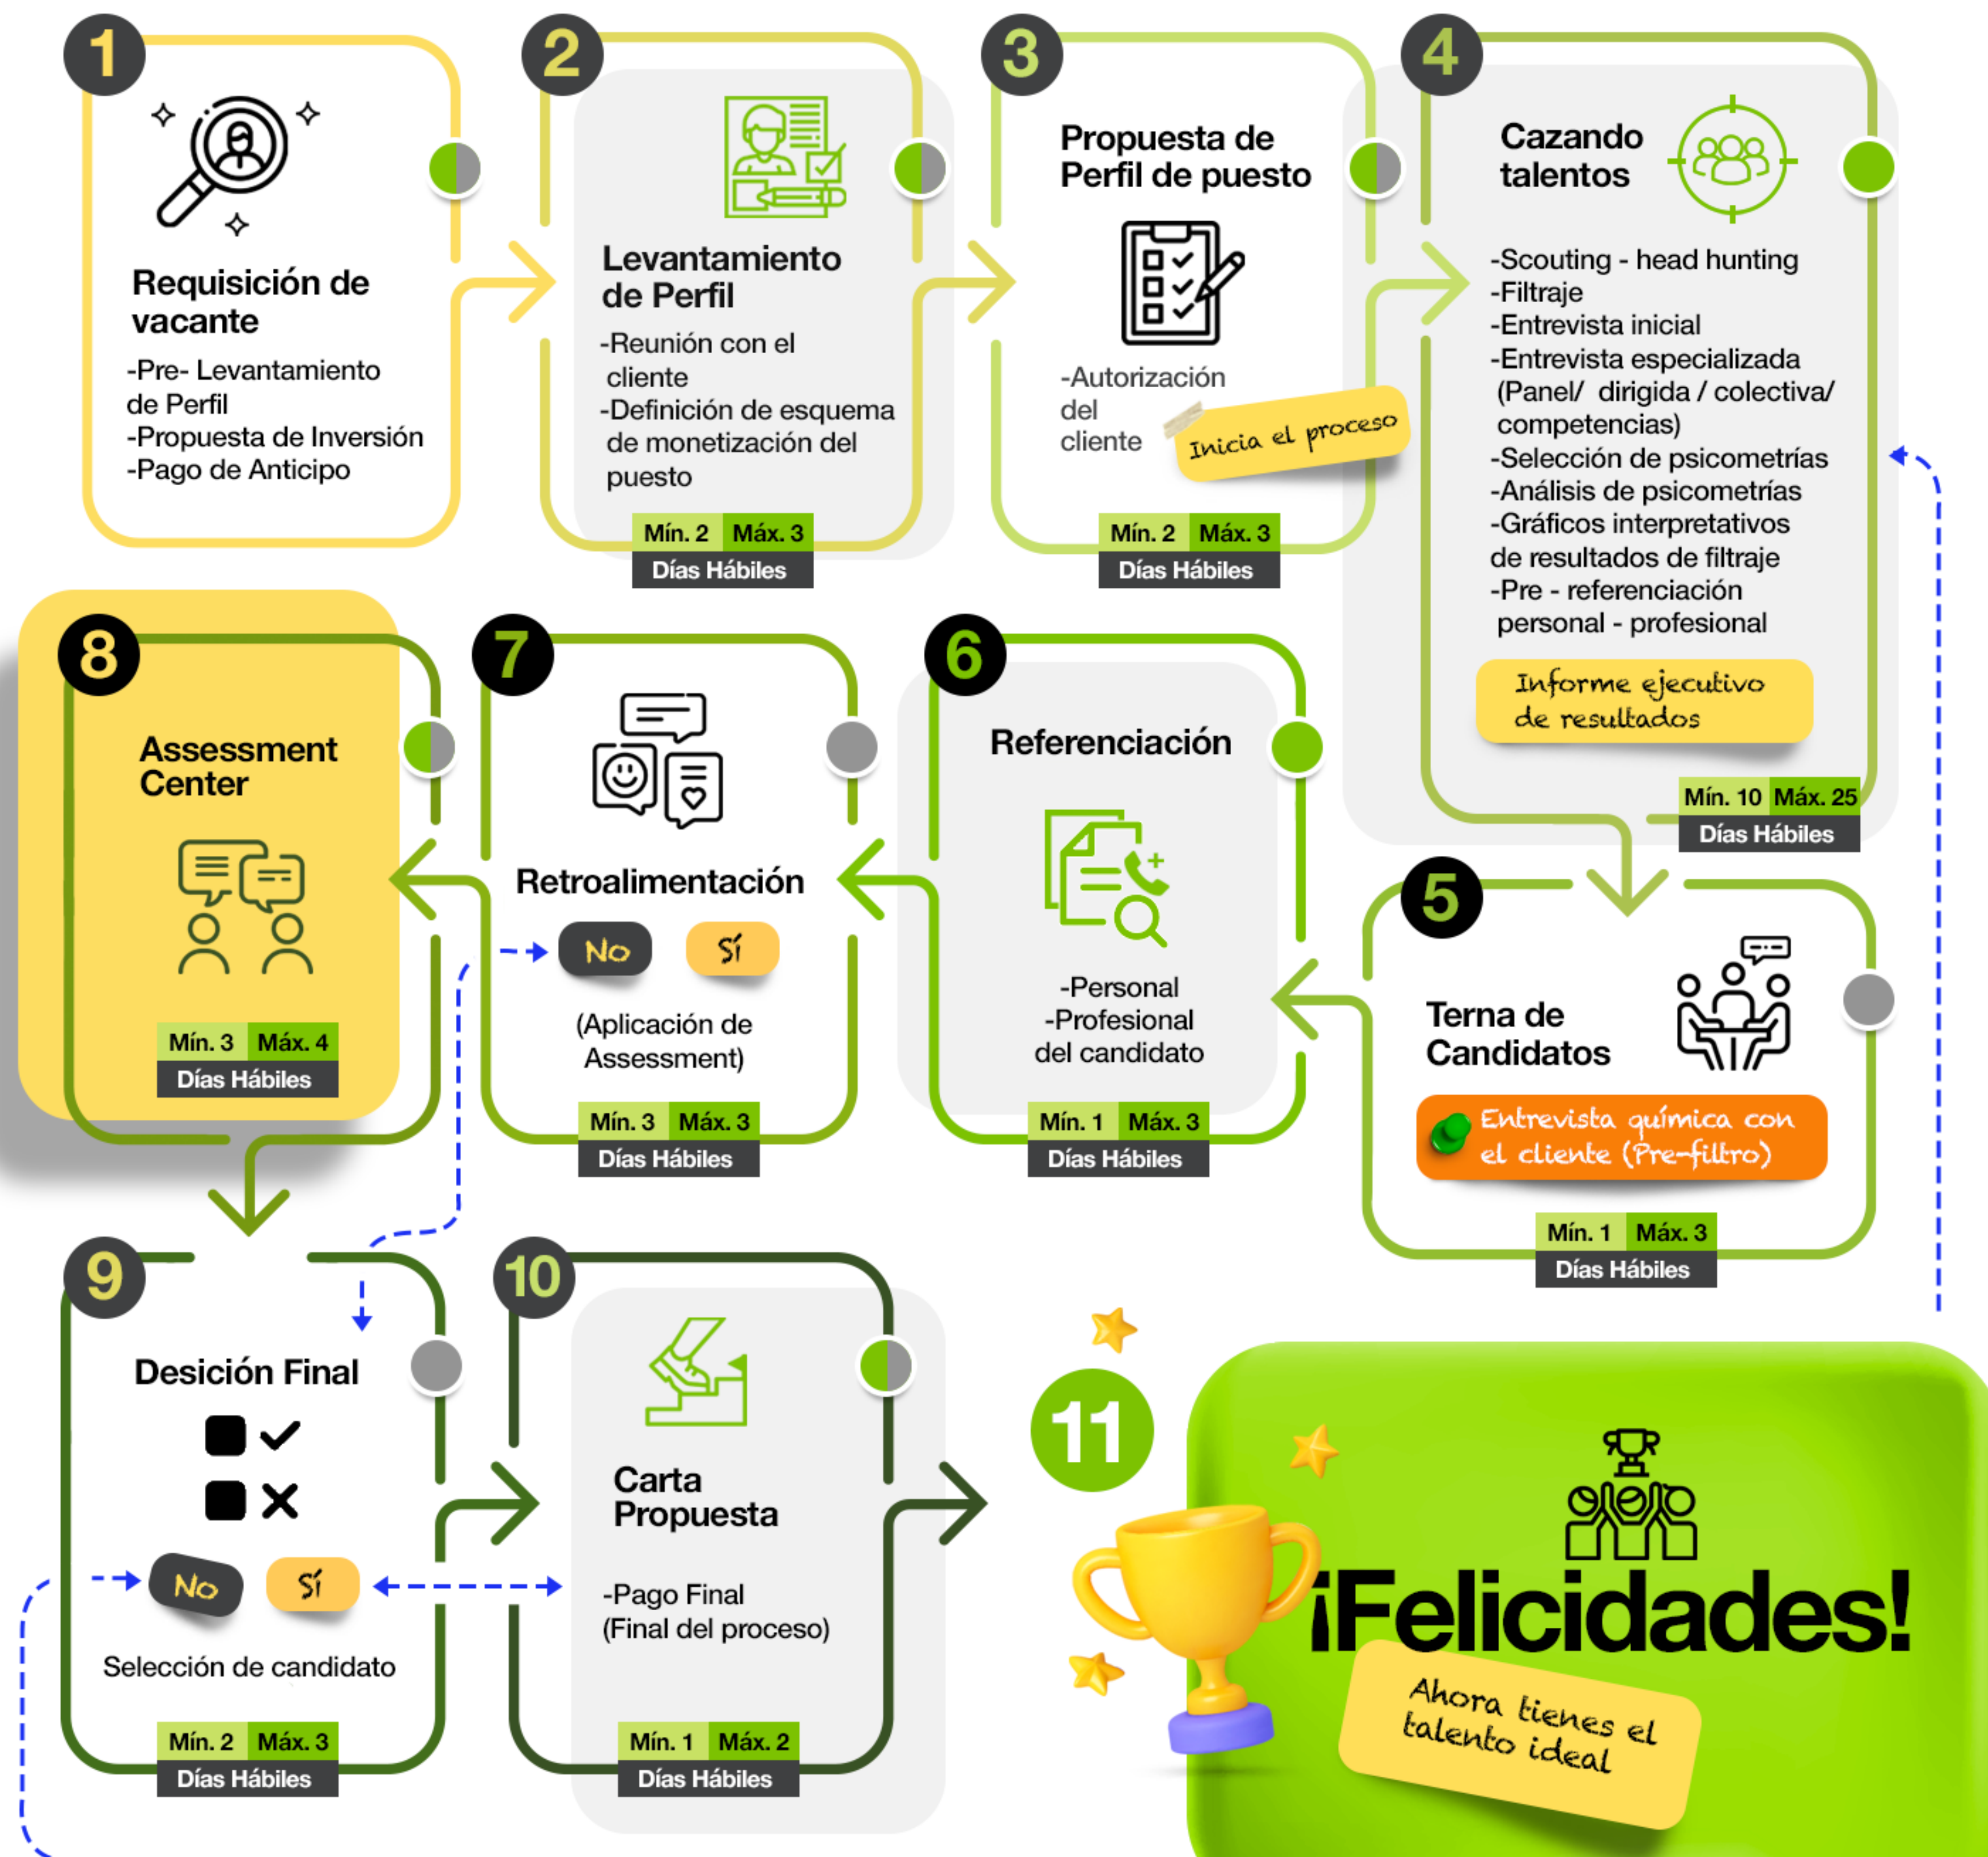 1
Requisición de
vacante
-Pre- Levantamiento
de Perfil
-Propuesta de Inversión
-Pago de Anticipo
2
Levantamiento
de Perfil
-Reunión con el
cliente
-Definición de esquema
de monetización del
puesto
Mín. 2 Máx. 3
Días Hábiles
3
Propuesta de
Perfil de puesto
-Autorización
del
cliente
Inicia el proceso
Mín. 2 Máx. 3
Días Hábiles
4
Cazando
talentos
-Scouting - head hunting
-Filtraje
-Entrevista inicial
-Entrevista especializada
(Panel/ dirigida / colectiva/
competencias)
-Selección de psicometrías
-Análisis de psicometrías
-Gráficos interpretativos
de resultados de filtraje
-Pre - referenciación
personal - profesional
Informe ejecutivo
de resultados
Mín. 10 Máx. 25
Días Hábiles
5
Terna de
Candidatos
Entrevista química con
el cliente (Pre-filtro)
Mín. 1 Máx. 3
Días Hábiles
6
Referenciación
-Personal
-Profesional
del candidato
Mín. 1 Máx. 3
Días Hábiles
7
Retroalimentación
No Sí
(Aplicación de
Assessment)
Mín. 3 Máx. 3
Días Hábiles
8
Assessment
Center
Mín. 3 Máx. 4
Días Hábiles
9
Desición Final
No Sí
Selección de candidato
Mín. 2 Máx. 3
Días Hábiles
10
Carta
Propuesta
-Pago Final
(Final del proceso)
Mín. 1 Máx. 2
Días Hábiles
11
¡Felicidades!
Ahora tienes el
talento ideal